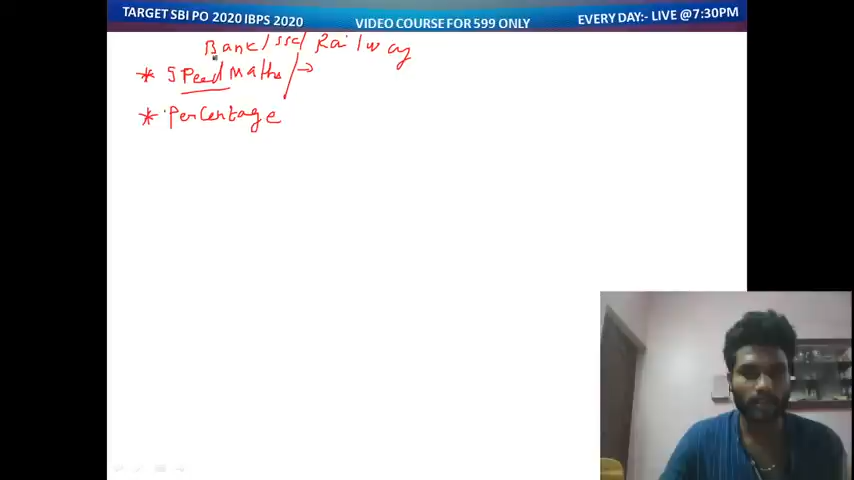 TARGET SBI PO 2020 IBPS 2020 VIDEO COURSE FOR 599 ONLY EVERY DAY:- LIVE @7:30PM
Bank/ssc/Railway
* Speed Maths/→
* Percentage